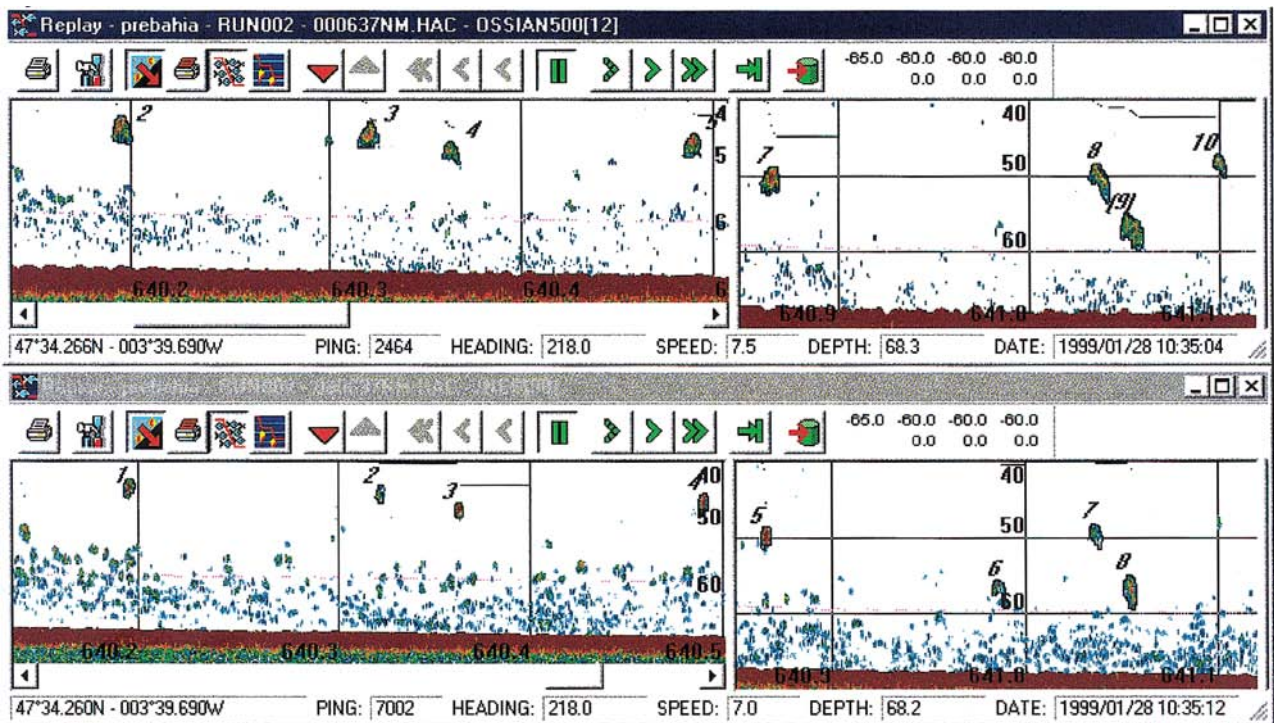 Replay - prebahia - RUN002 - 000637NM.HAC - OSSIAN500[12]
-65.0 -60.0 -60.0 -60.0
0.0 0.0 0.0
2 3 4 5 4
5
6
640.2 640.3 640.4 6
7 8 (9) 10
40
50
60
640.9 641.0 641.1
47°34.266N - 003°39.690W PING: 2464 HEADING: 218.0 SPEED: 7.5 DEPTH: 68.3 DATE: 1999/01/28 10:35:04
-65.0 -60.0 -60.0 -60.0
0.0 0.0 0.0
1 2 3 4 40
50
60
640.2 640.3 640.4 640.5
5 6 7 8
40
50
60
640.9 641.0 641.1
47°34.260N - 003°39.690W PING: 7002 HEADING: 218.0 SPEED: 7.0 DEPTH: 68.2 DATE: 1999/01/28 10:35:12